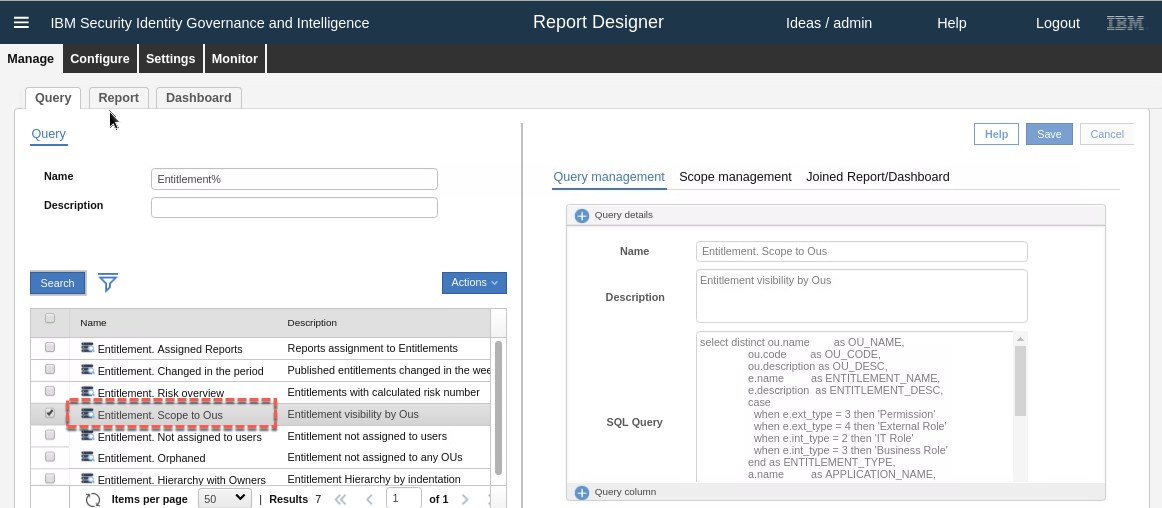 IBM Security Identity Governance and Intelligence
Report Designer
Ideas / admin
Help
Logout
IBM
Manage
Configure
Settings
Monitor
Query
Report
Dashboard
Query
Name
Entitlement%
Description
Search
Actions
Name Description
Entitlement. Assigned Reports Reports assignment to Entitlements
Entitlement. Changed in the period Published entitlements changed in the wee
Entitlement. Risk overview Entitlements with calculated risk number
Entitlement. Scope to Ous Entitlement visibility by Ous
Entitlement. Not assigned to users Entitlement not assigned to users
Entitlement. Orphaned Entitlement not assigned to any OUs
Entitlement. Hierarchy with Owners Entitlement Hierarchy by indentation
Items per page 50 | Results 7 1 of 1
Help
Save
Cancel
Query management
Scope management
Joined Report/Dashboard
Query details
Name
Entitlement. Scope to Ous
Description
Entitlement visibility by Ous
SQL Query
select distinct ou.name as OU_NAME,
ou.code as OU_CODE,
ou.description as OU_DESC,
e.name as ENTITLEMENT_NAME,
e.description as ENTITLEMENT_DESC,
case
when e.ext_type = 3 then 'Permission'
when e.ext_type = 4 then 'External Role'
when e.int_type = 2 then 'IT Role'
when e.int_type = 3 then 'Business Role'
end as ENTITLEMENT_TYPE,
a.name as APPLICATION_NAME,
Query column